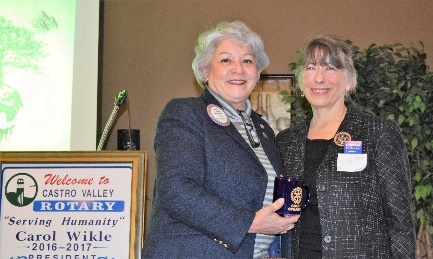 Welcome to
CASTRO VALLEY
ROTARY
"Serving Humanity"
Carol Wikle
-2016-2017-
PRESIDENT